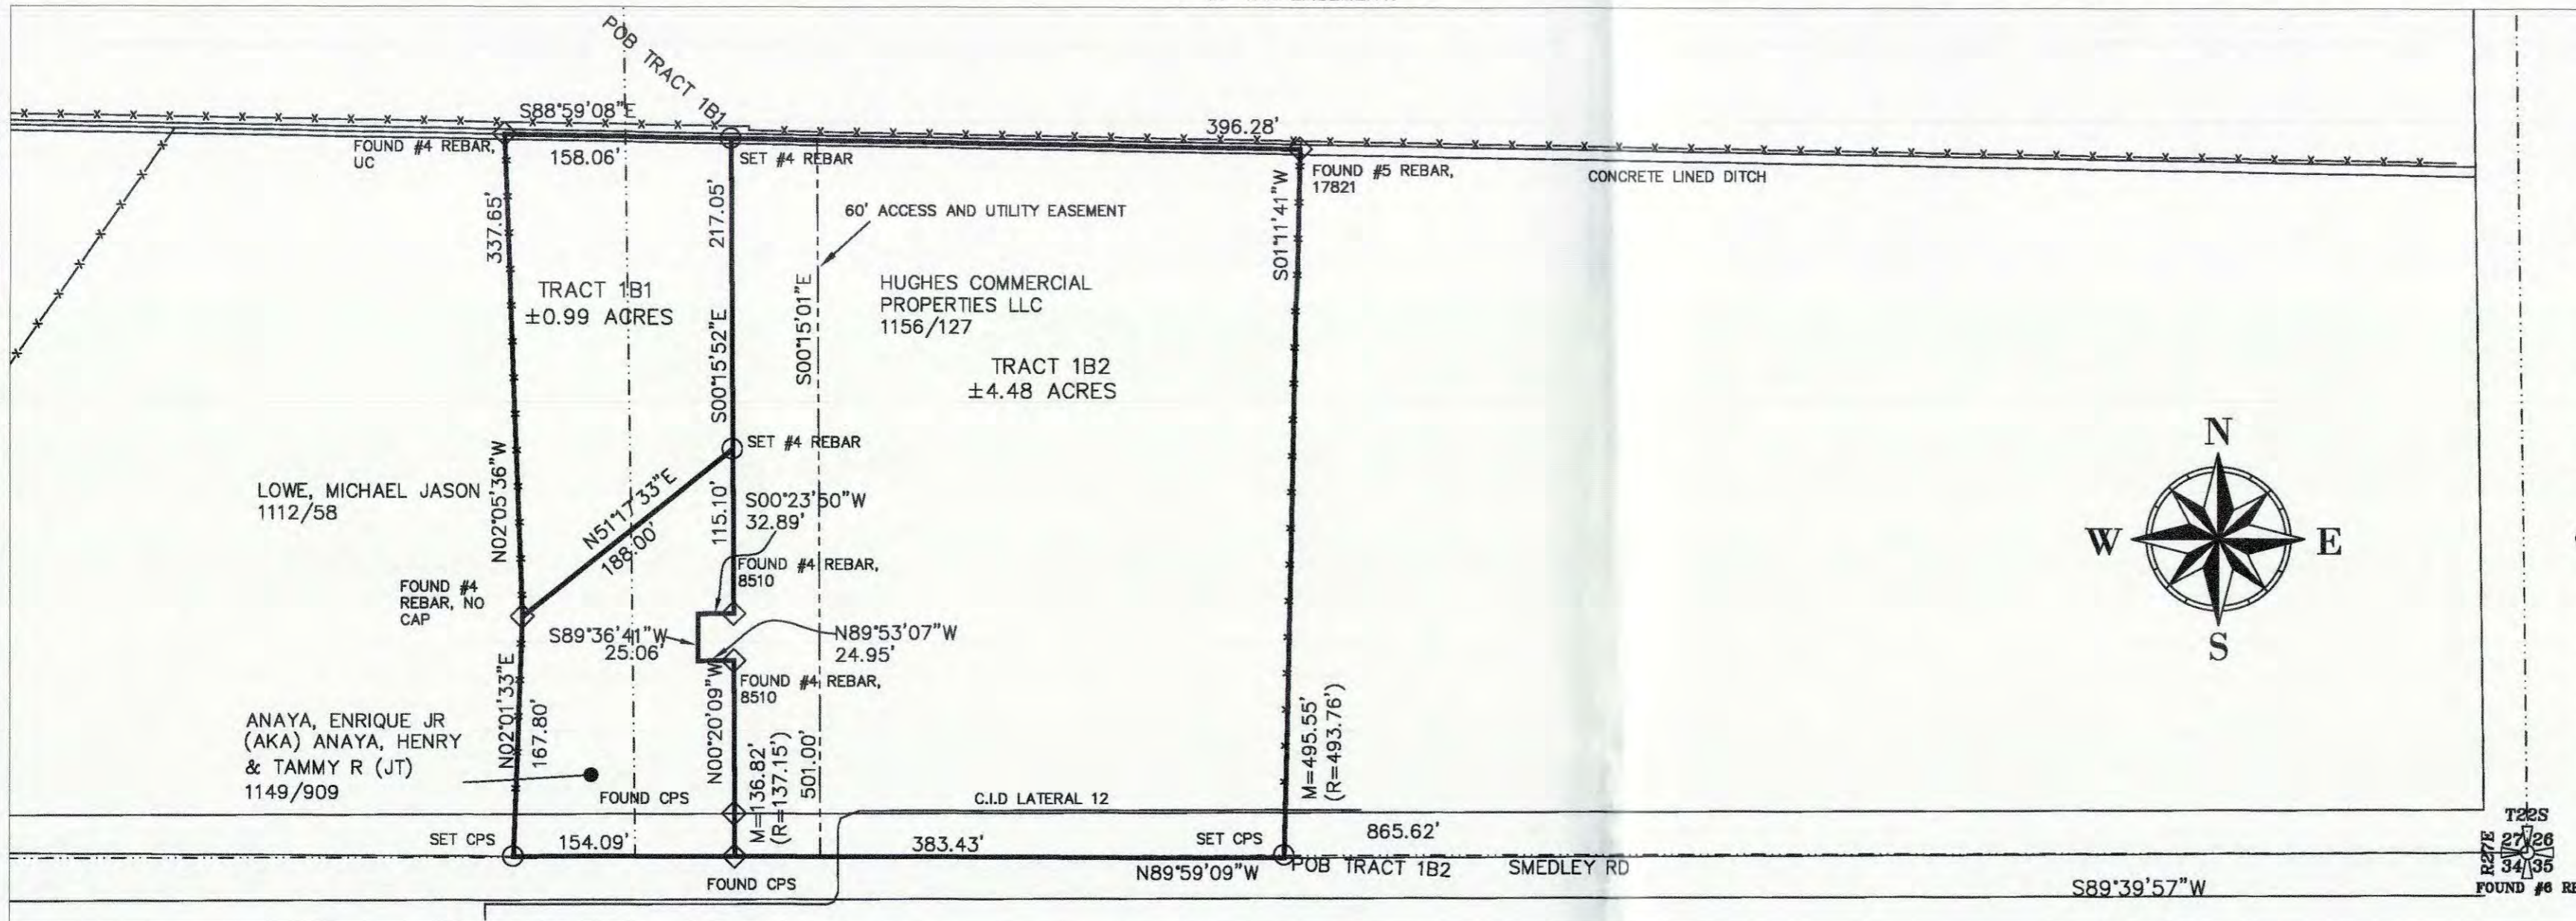 POB TRACT 1B1
S88°59'08"E
158.06'
396.28'
FOUND #4 REBAR,
UC
SET #4 REBAR
FOUND #5 REBAR,
17821
CONCRETE LINED DITCH
337.65'
217.05'
60' ACCESS AND UTILITY EASEMENT
S01°11'41"W
TRACT 1B1
±0.99 ACRES
S00°15'52"E
S00°15'01"E
HUGHES COMMERCIAL
PROPERTIES LLC
1156/127
TRACT 1B2
±4.48 ACRES
N
W
E
S
SET #4 REBAR
LOWE, MICHAEL JASON
1112/58
N02°05'36"W
N51°17'33"E
188.00'
115.10'
S00°23'50"W
32.89'
FOUND #4 REBAR,
8510
FOUND #4
REBAR, NO
CAP
S89°36'41"W
25.06'
N89°53'07"W
24.95'
FOUND #4 REBAR,
8510
N02°01'33"E
167.80'
N00°20'09"W
M=136.82'
(R=137.15')
501.00'
M=495.55'
(R=493.76')
ANAYA, ENRIQUE JR
(AKA) ANAYA, HENRY
& TAMMY R (JT)
1149/909
FOUND CPS
C.I.D LATERAL 12
SET CPS
154.09'
383.43'
SET CPS
865.62'
FOUND CPS
N89°59'09"W
POB TRACT 1B2
SMEDLEY RD
S89°39'57"W
T22S
R27E
27 26
34 35
FOUND #6